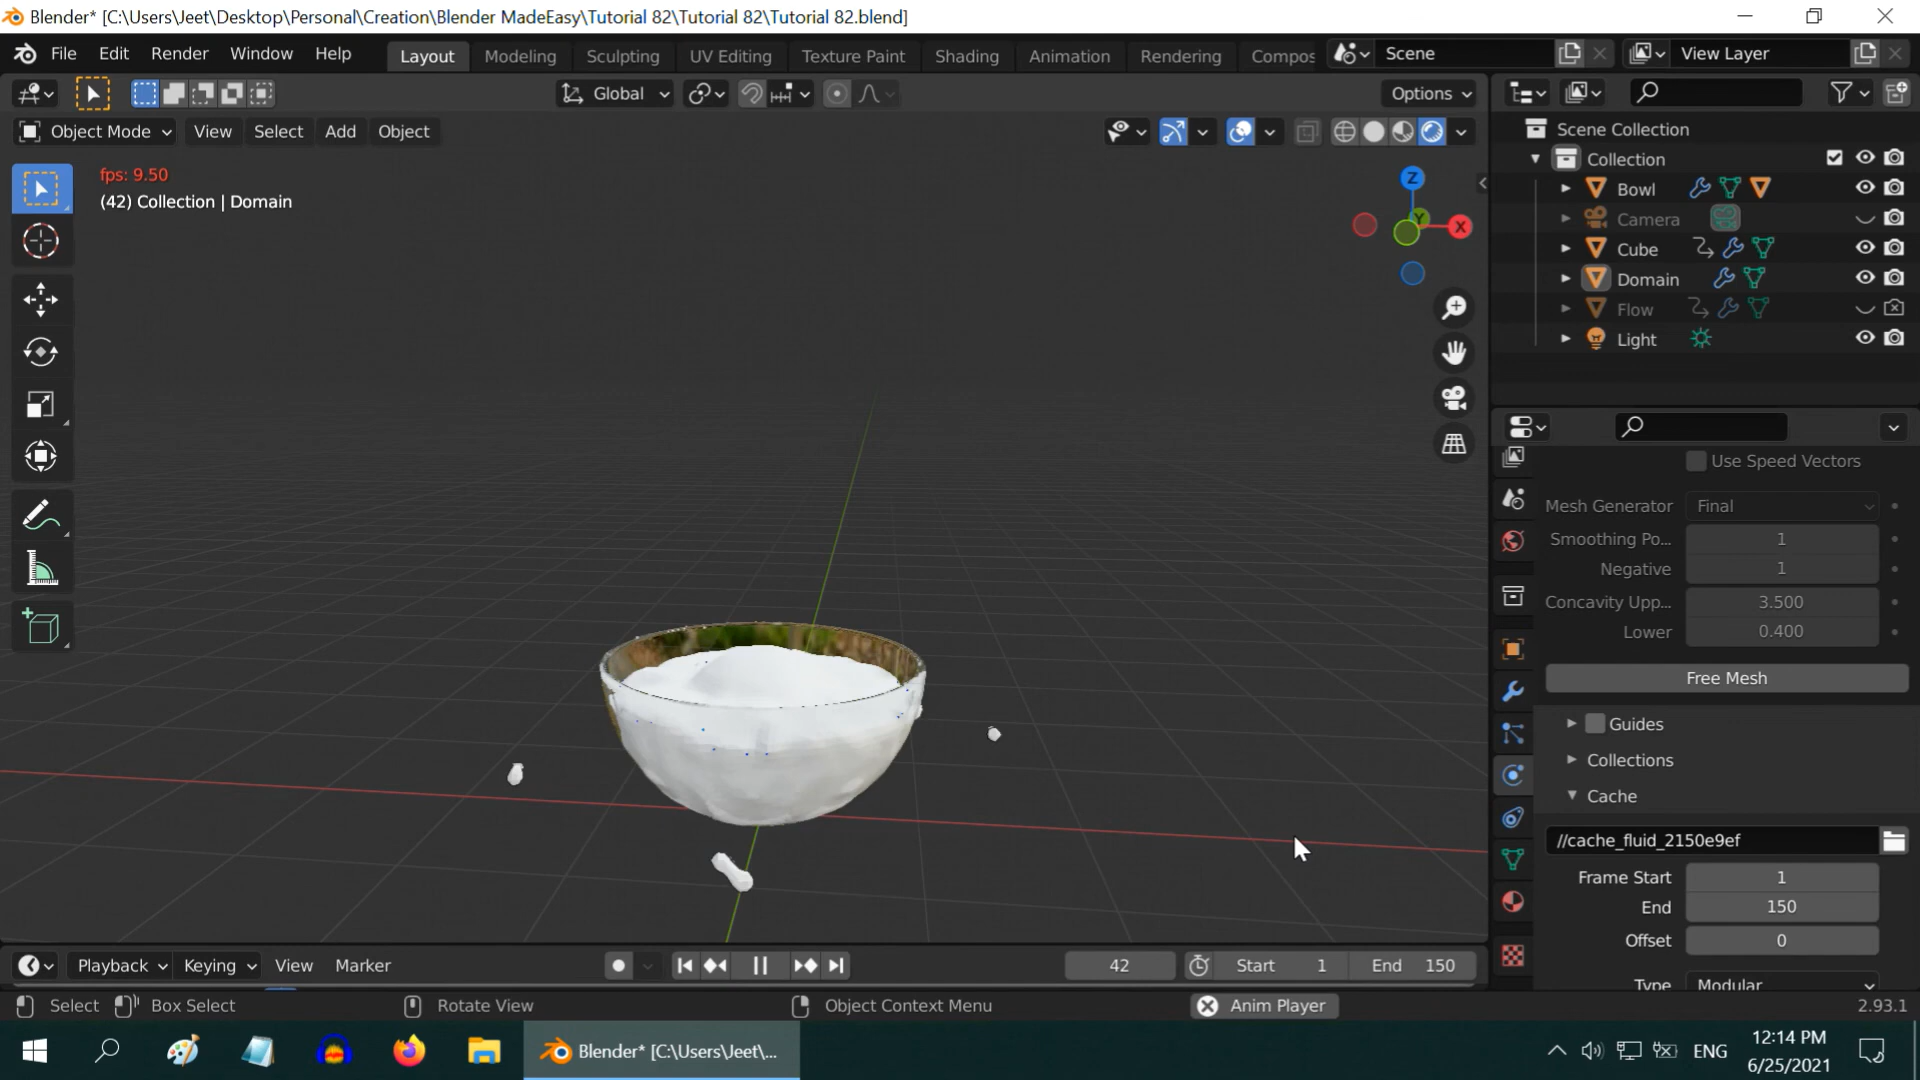 Blender* [C:\Users\Jeet\Desktop\Personal\Creation\Blender MadeEasy\Tutorial 82\Tutorial 82\Tutorial 82.blend]
File Edit Render Window Help Layout Modeling Sculpting UV Editing Texture Paint Shading Animation Rendering Compos Scene View Layer
Global Options
Object Mode View Select Add Object
fps: 9.50
(42) Collection | Domain
Z
Y
X
Scene Collection
Collection
Bowl
Camera
Cube
Domain
Flow
Light
Use Speed Vectors
Mesh Generator Final
Smoothing Po... 1
Negative 1
Concavity Upp... 3.500
Lower 0.400
Free Mesh
Guides
Collections
Cache
//cache_fluid_2150e9ef
Frame Start 1
End 150
Offset 0
Type Modular
Playback Keying View Marker 42 Start 1 End 150
Select Box Select Rotate View Object Context Menu Anim Player 2.93.1
Blender* [C:\Users\Jeet\... ENG 12:14 PM
6/25/2021